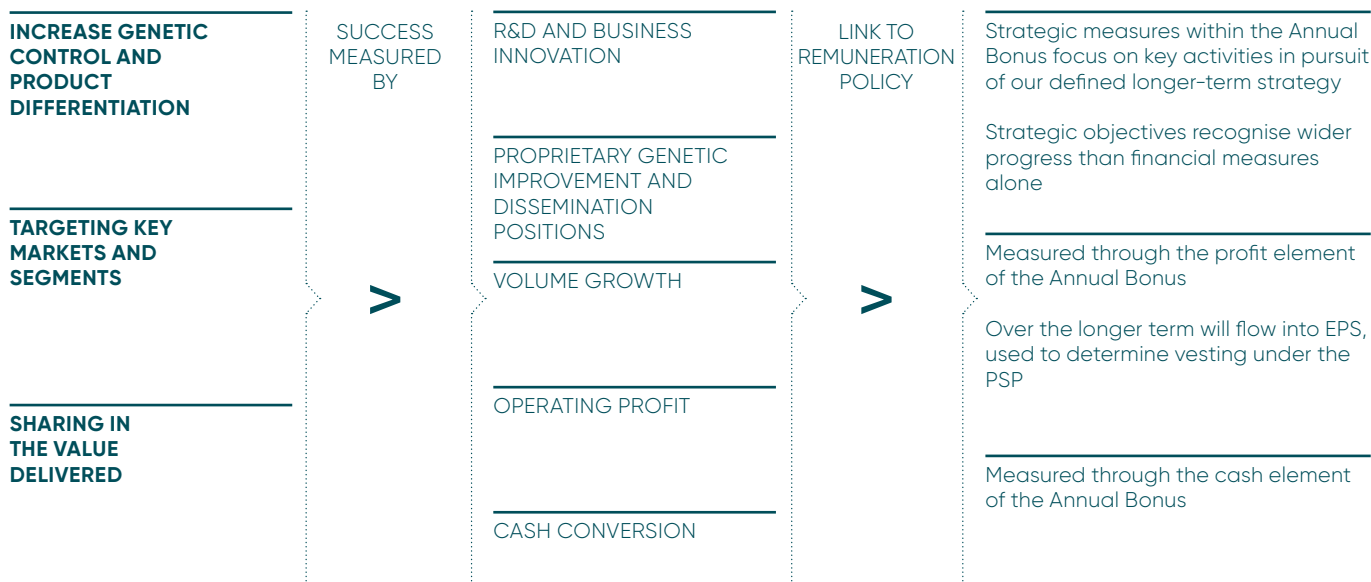 INCREASE GENETIC
CONTROL AND
PRODUCT
DIFFERENTIATION
TARGETING KEY
MARKETS AND
SEGMENTS
SHARING IN
THE VALUE
DELIVERED
SUCCESS
MEASURED
BY
>
R&D AND BUSINESS
INNOVATION
PROPRIETARY GENETIC
IMPROVEMENT AND
DISSEMINATION
POSITIONS
VOLUME GROWTH
OPERATING PROFIT
CASH CONVERSION
LINK TO
REMUNERATION
POLICY
>
Strategic measures within the Annual
Bonus focus on key activities in pursuit
of our defined longer-term strategy
Strategic objectives recognise wider
progress than financial measures
alone
Measured through the profit element
of the Annual Bonus
Over the longer term will flow into EPS,
used to determine vesting under the
PSP
Measured through the cash element
of the Annual Bonus